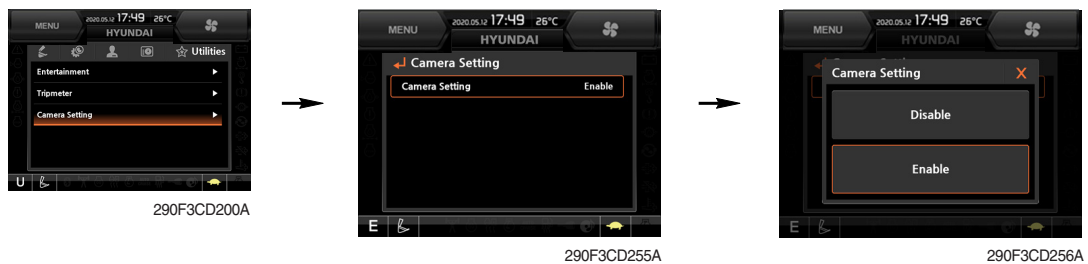 MENU
2020.05.12 17:49 26°C
HYUNDAI
Utilities
Entertainment
Tripmeter
Camera Setting
U
290F3CD200A
MENU
2020.05.12 17:49 26°C
HYUNDAI
Camera Setting
Camera Setting Enable
E
290F3CD255A
MENU
2020.05.12 17:49 26°C
HYUNDAI
Camera Setting X
Disable
Enable
E
290F3CD256A